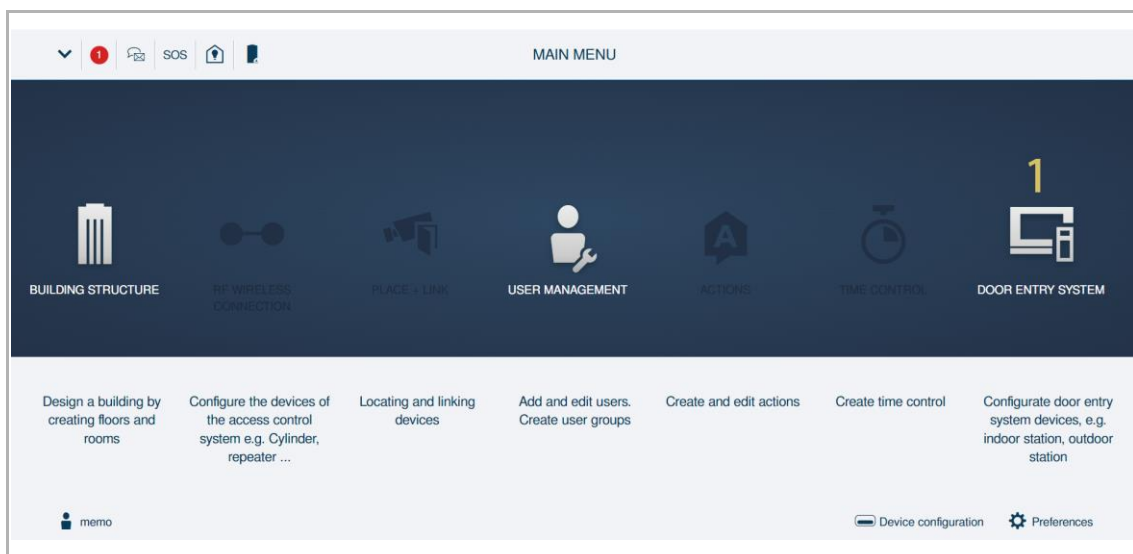 1
SOS
MAIN MENU
1
BUILDING STRUCTURE
RF WIRELESS
CONNECTION
PLACE + LINK
USER MANAGEMENT
A
ACTIONS
TIME CONTROL
DOOR ENTRY SYSTEM
Design a building by
creating floors and
rooms
Configure the devices of
the access control
system e.g. Cylinder,
repeater ...
Locating and linking
devices
Add and edit users.
Create user groups
Create and edit actions
Create time control
Configurate door entry
system devices, e.g.
indoor station, outdoor
station
memo
Device configuration
Preferences